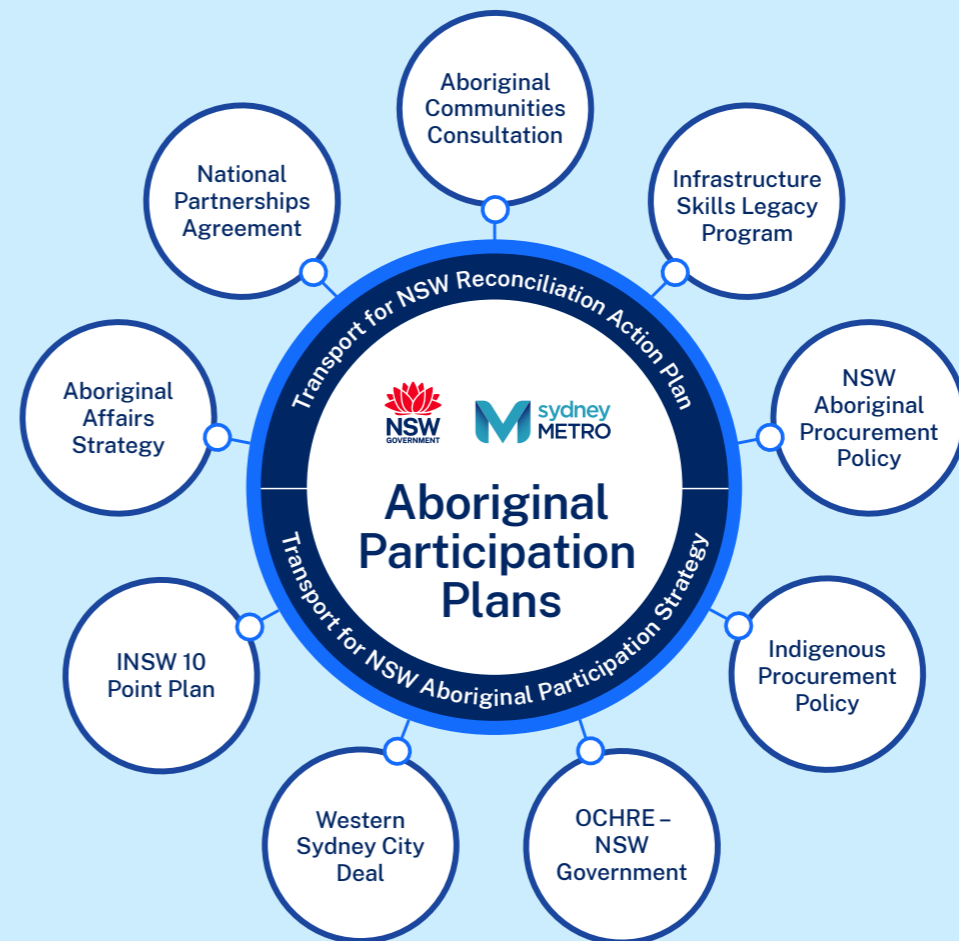 Aboriginal
Communities
Consultation
National
Partnerships
Agreement
Infrastructure
Skills Legacy
Program
Transport for NSW Reconciliation Action Plan
Aboriginal
Affairs
Strategy
NSW
GOVERNMENT
sydney
METRO
NSW
Aboriginal
Procurement
Policy
Aboriginal
Participation
Plans
Transport for NSW Aboriginal Participation Strategy
INSW 10
Point Plan
Indigenous
Procurement
Policy
Western
Sydney City
Deal
OCHRE –
NSW
Government